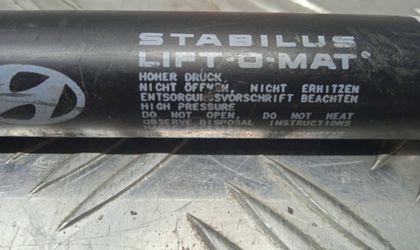 STABILUS
LIFT-O-MAT®
HOHER DRUCK
NICHT ÖFFNEN, NICHT ERHITZEN
ENTSORGUNGSVORSCHRIFT BEACHTEN
HIGH PRESSURE
DO NOT OPEN, DO NOT HEAT
OBSERVE DISPOSAL INSTRUCTIONS